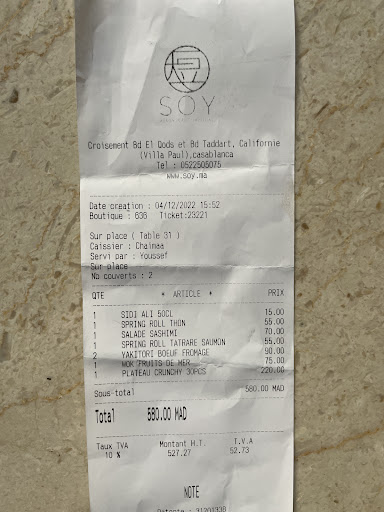 SOY
Croisement Bd El Qods et Bd Taddart, Californie
(Villa Paul),casablanca
Tel : 0522505075
www.soy.ma
Date creation : 04/12/2022 15:52
Boutique : 636 Ticket:23221
Sur place ( Table 31 )
Caissier : Chaimaa
Servi par : Youssef
Sur place
Nb couverts : 2
QTE * ARTICLE * PRIX
1 SIDI ALI 50CL 15.00
1 SPRING ROLL THON 55.00
1 SALADE SASHIMI 70.00
1 SPRING ROLL TATRARE SAUMON 55.00
2 YAKITORI BOEUF FROMAGE 90.00
1 WOK FRUITS DE MER 75.00
1 PLATEAU CRUNCHY 30PCS 220.00
Sous-total 580.00 MAD
Total 580.00 MAD
Taux TVA Montant H.T. T.V.A
10 % 527.27 52.73
NOTE
Patente : 31201338